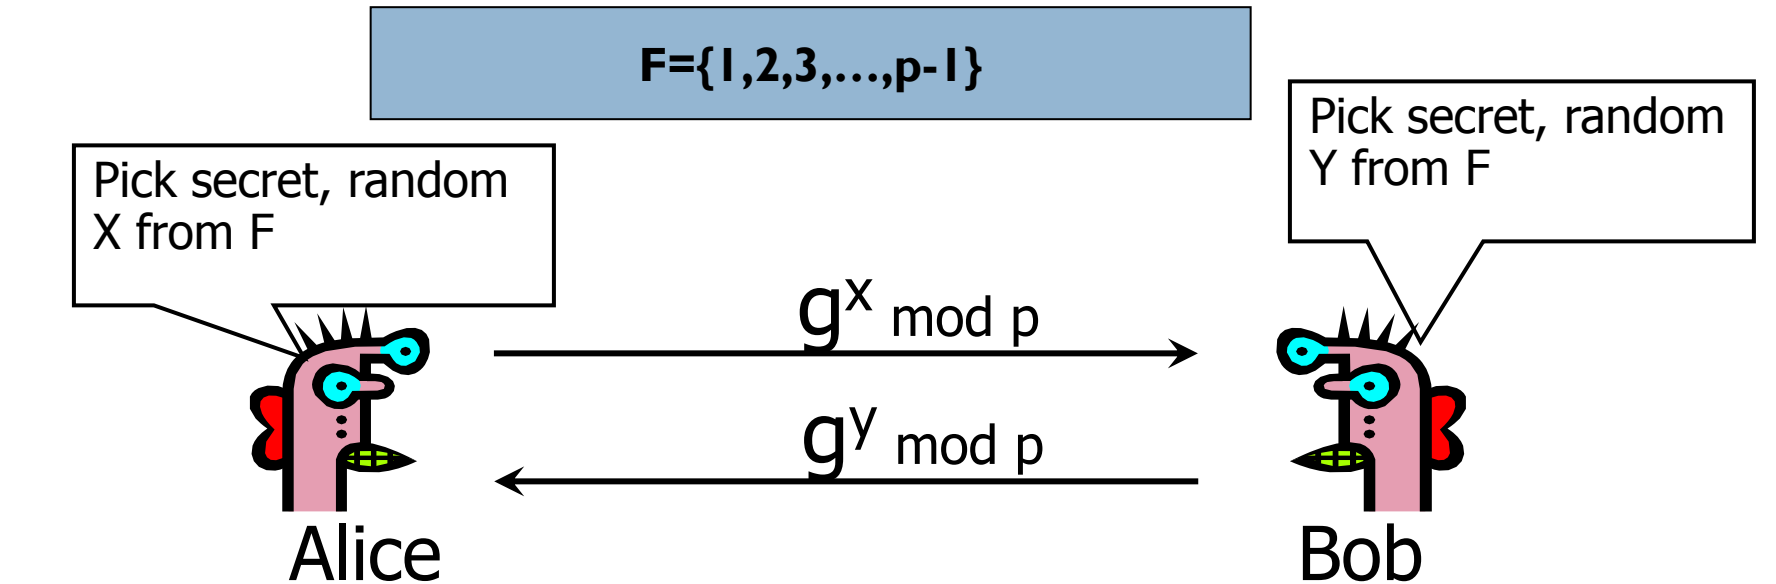 F={1,2,3,…,p-1}
Pick secret, random
X from F
Pick secret, random
Y from F
g^x mod p
g^y mod p
Alice
Bob